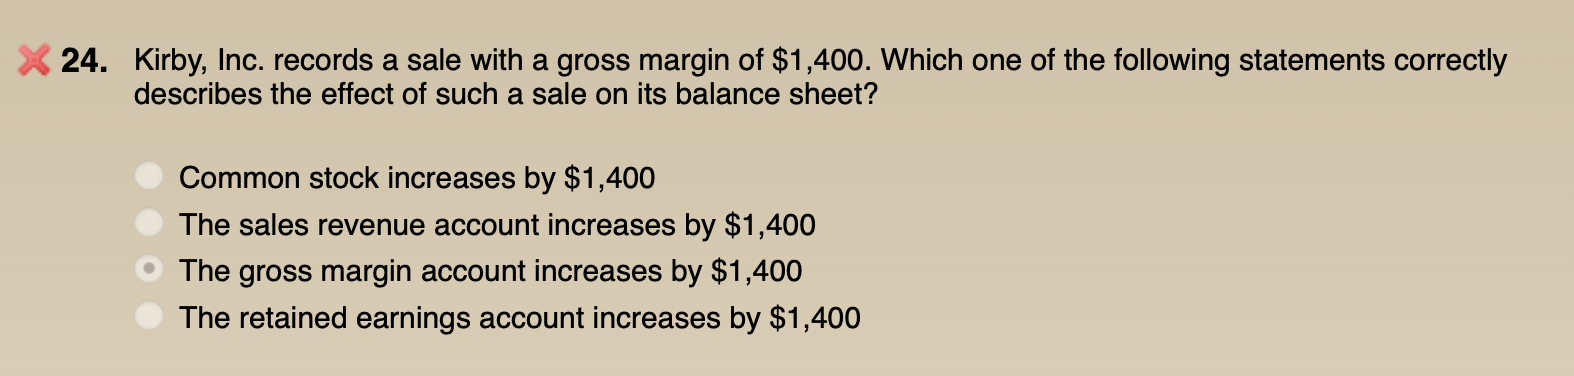 24. Kirby, Inc. records a sale with a gross margin of $1,400. Which one of the following statements correctly
describes the effect of such a sale on its balance sheet?
Common stock increases by $1,400
The sales revenue account increases by $1,400
The gross margin account increases by $1,400
The retained earnings account increases by $1,400